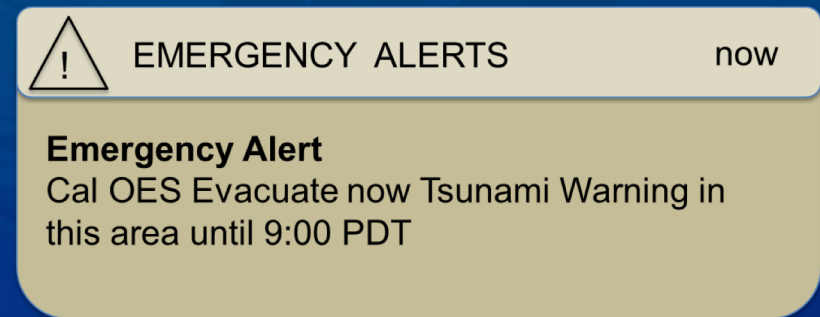 ! EMERGENCY ALERTS now
Emergency Alert
Cal OES Evacuate now Tsunami Warning in
this area until 9:00 PDT